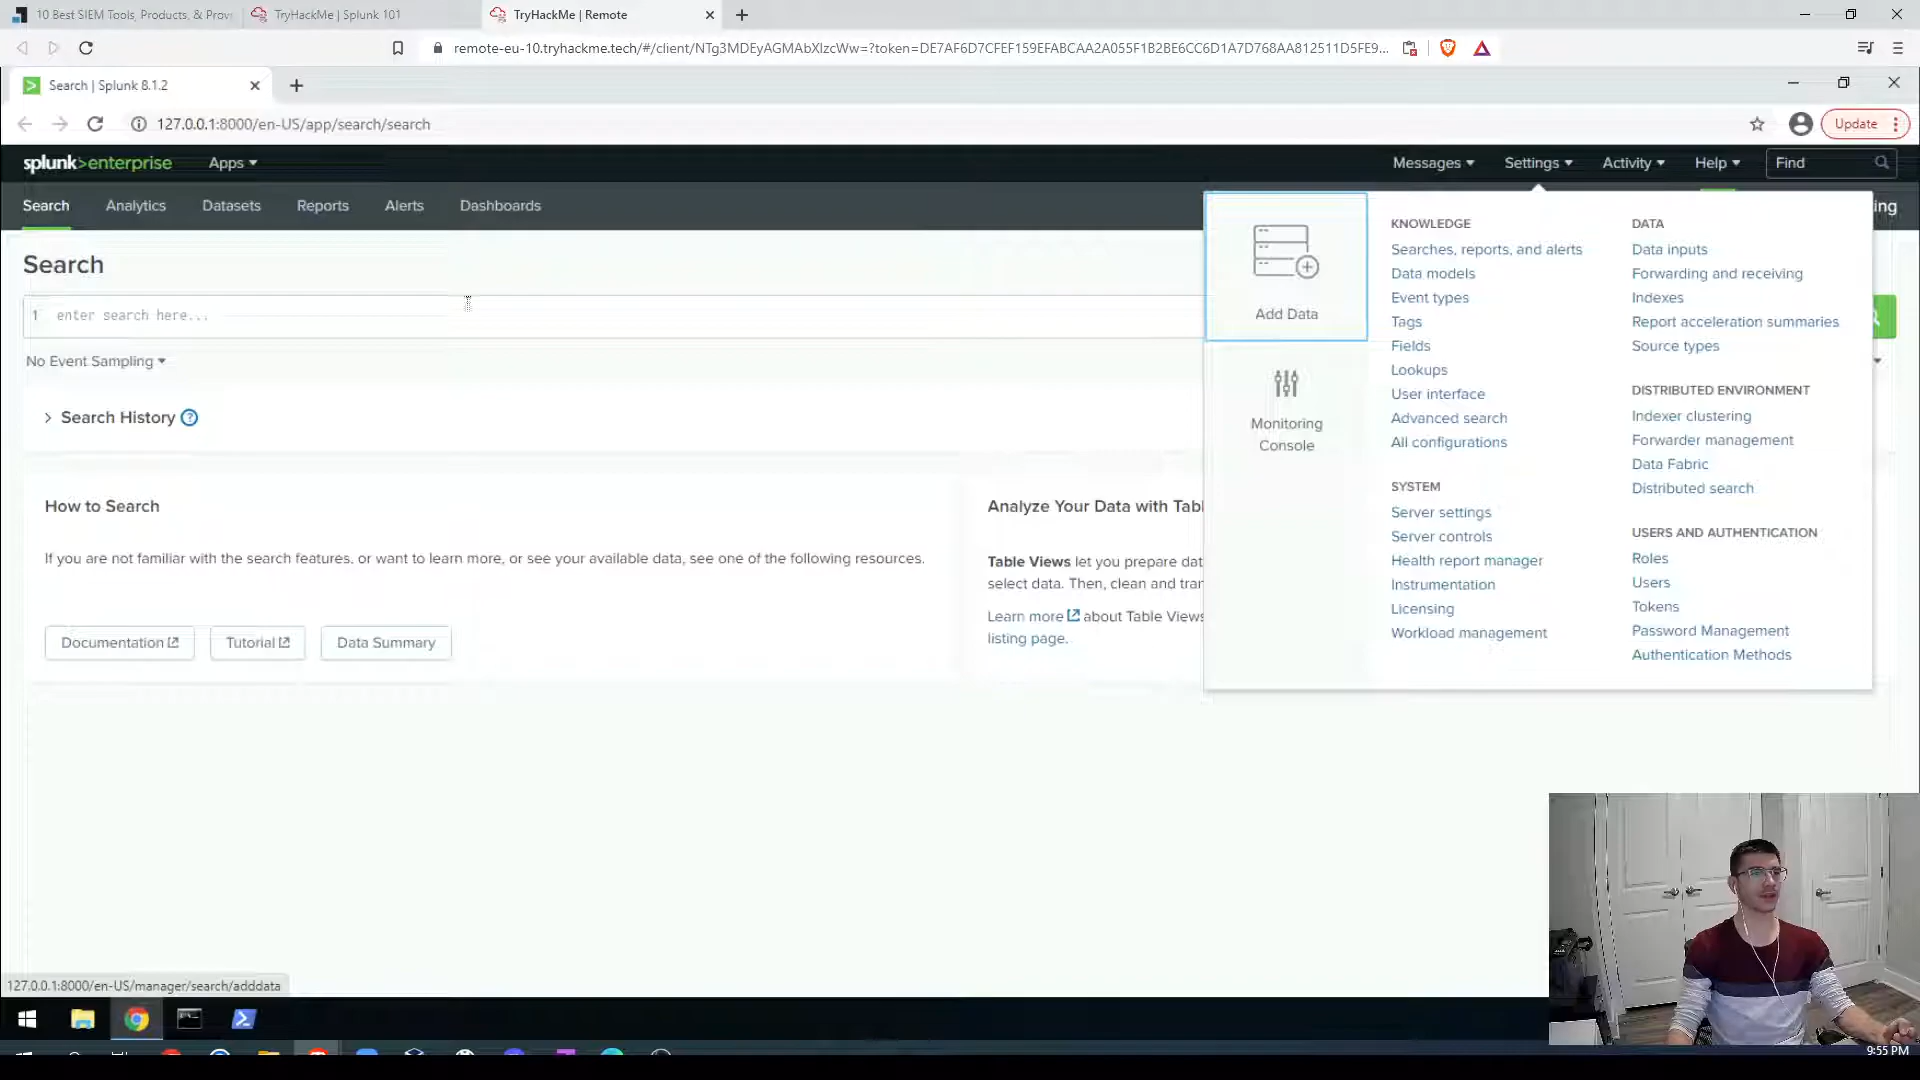 10 Best SIEM Tools, Products, & Prov
TryHackMe | Splunk 101
TryHackMe | Remote
remote-eu-10.tryhackme.tech/#/client/NTg3MDEyAGMAbXlzcWw=?token=DE7AF6D7CFEF159EFABCAA2A055F1B2BE6CC6D1A7D768AA812511D5FE9...
Search | Splunk 8.1.2
127.0.0.1:8000/en-US/app/search/search
Update
splunk>enterprise
Apps
Messages
Settings
Activity
Help
Find
Search
Analytics
Datasets
Reports
Alerts
Dashboards
ing
Search
1
enter search here...
No Event Sampling
Search History
?
How to Search
If you are not familiar with the search features, or want to learn more, or see your available data, see one of the following resources.
Documentation
Tutorial
Data Summary
Analyze Your Data with Tabl
Table Views let you prepare dat
select data. Then, clean and tran
Learn more about Table Views
listing page.
Add Data
Monitoring
Console
KNOWLEDGE
Searches, reports, and alerts
Data models
Event types
Tags
Fields
Lookups
User interface
Advanced search
All configurations
SYSTEM
Server settings
Server controls
Health report manager
Instrumentation
Licensing
Workload management
DATA
Data inputs
Forwarding and receiving
Indexes
Report acceleration summaries
Source types
DISTRIBUTED ENVIRONMENT
Indexer clustering
Forwarder management
Data Fabric
Distributed search
USERS AND AUTHENTICATION
Roles
Users
Tokens
Password Management
Authentication Methods
127.0.0.1:8000/en-US/manager/search/adddata
9:55 PM